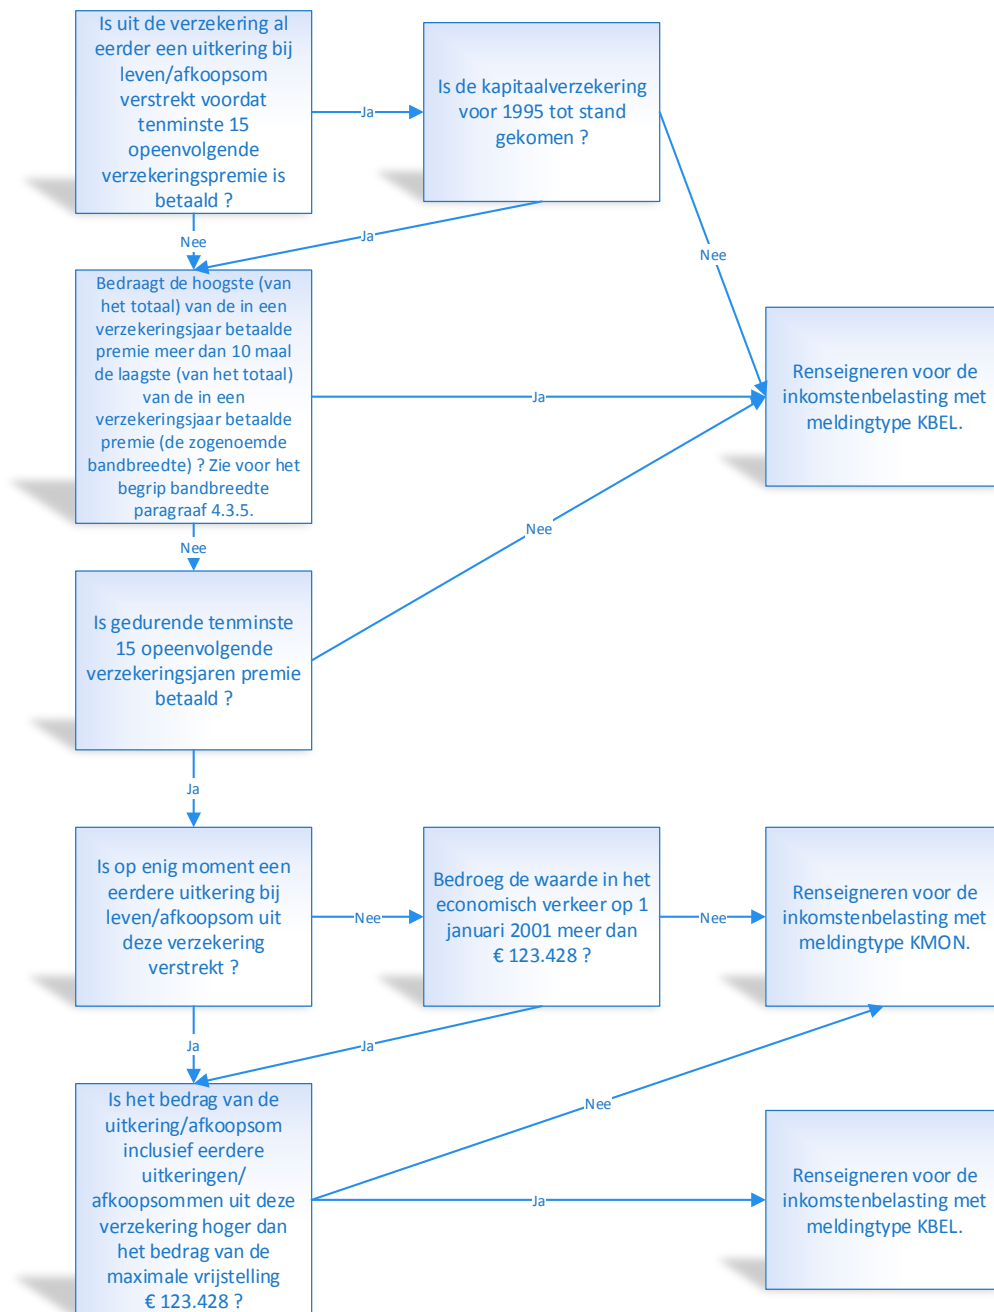 Is uit de verzekering al
eerder een uitkering bij
leven/afkoopsom
verstrekt voordat
tenminste 15
opeenvolgende
verzekeringspremie is
betaald ?
Ja
Is de kapitaalverzekering
voor 1995 tot stand
gekomen ?
Nee
Ja
Nee
Bedraagt de hoogste (van
het totaal) van de in een
verzekeringsjaar betaalde
premie meer dan 10 maal
de laagste (van het totaal)
van de in een
verzekeringsjaar betaalde
premie (de zogenoemde
bandbreedte) ? Zie voor het
begrip bandbreedte
paragraaf 4.3.5.
Ja
Renseigneren voor de
inkomstenbelasting met
meldingtype KBEL.
Nee
Nee
Is gedurende tenminste
15 opeenvolgende
verzekeringsjaren premie
betaald ?
Ja
Is op enig moment een
eerdere uitkering bij
leven/afkoopsom uit
deze verzekering
verstrekt ?
Nee
Bedroeg de waarde in het
economisch verkeer op 1
januari 2001 meer dan
€ 123.428 ?
Nee
Renseigneren voor de
inkomstenbelasting met
meldingtype KMON.
Ja
Ja
Is het bedrag van de
uitkering/afkoopsom
inclusief eerdere
uitkeringen/
afkoopsommen uit deze
verzekering hoger dan
het bedrag van de
maximale vrijstelling
€ 123.428 ?
Nee
Ja
Renseigneren voor de
inkomstenbelasting met
meldingtype KBEL.